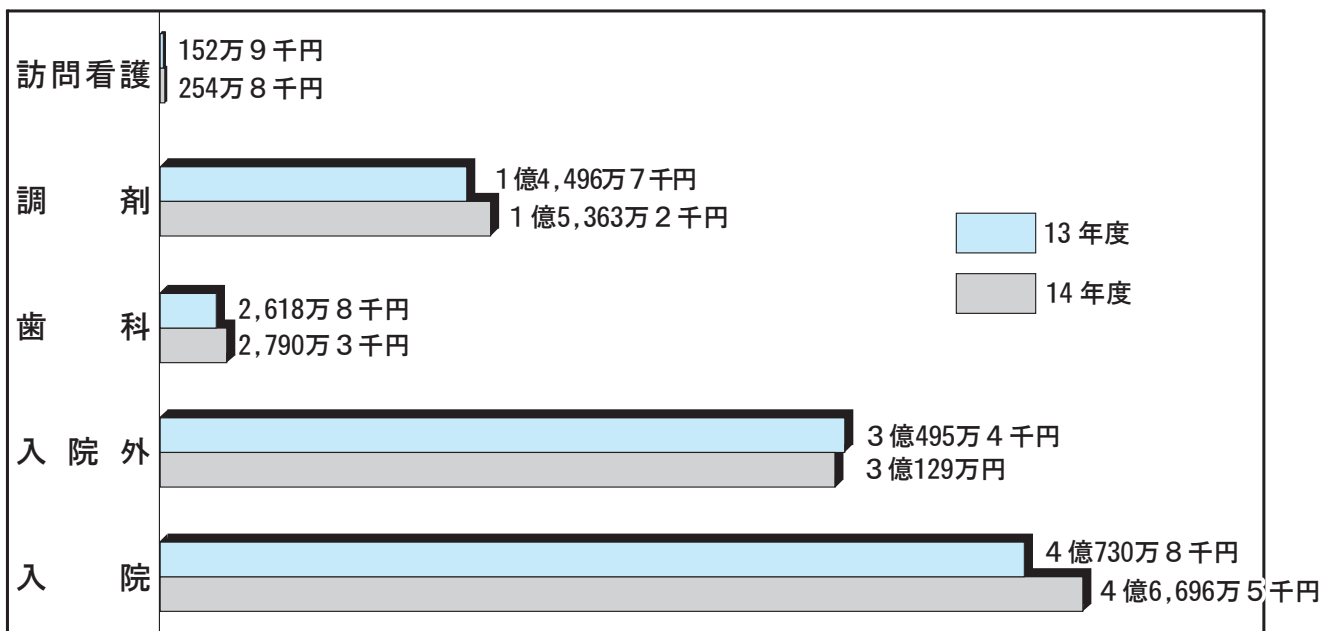 訪問看護
152万9千円
254万8千円
調剤
1億4,496万7千円
1億5,363万2千円
13年度
14年度
歯科
2,618万8千円
2,790万3千円
入院外
3億495万4千円
3億129万円
入院
4億730万8千円
4億6,696万5千円